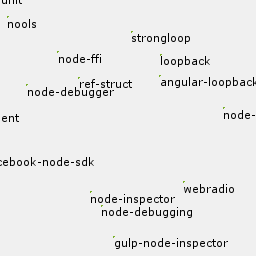 unit
nools
strongloop
node-ffi
loopback
ref-struct
angular-loopback
node-debugger
node-
ent
cebook-node-sdk
webradio
node-inspector
node-debugging
gulp-node-inspector